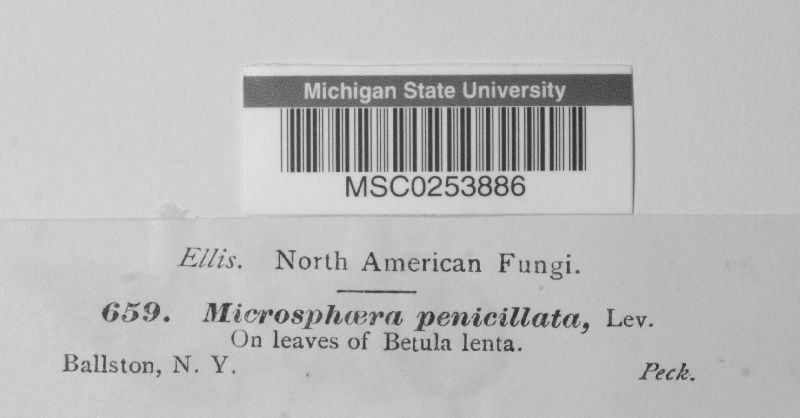 Michigan State University
MSC0253886
Ellis. North American Fungi.
659. Microsphæra penicillata, Lev.
On leaves of Betula lenta.
Ballston, N. Y. Peck.